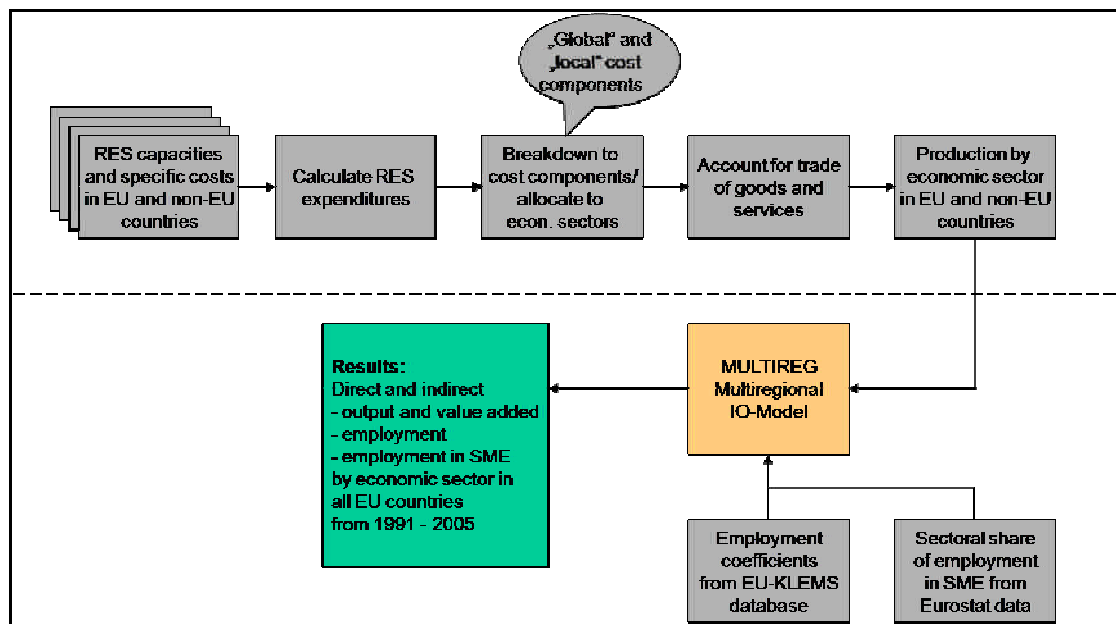 „Global“ and
„local“ cost
components
RES capacities
and specific costs
in EU and non-EU
countries
Calculate RES
expenditures
Breakdown to
cost components/
allocate to
econ. sectors
Account for trade
of goods and
services
Production by
economic sector
in EU and non-EU
countries
Results:
Direct and indirect
- output and value added
- employment
- employment in SME
by economic sector in
all EU countries
from 1991 - 2005
MULTIREG
Multiregional
IO-Model
Employment
coefficients
from EU-KLEMS
database
Sectoral share
of employment
in SME from
Eurostat data